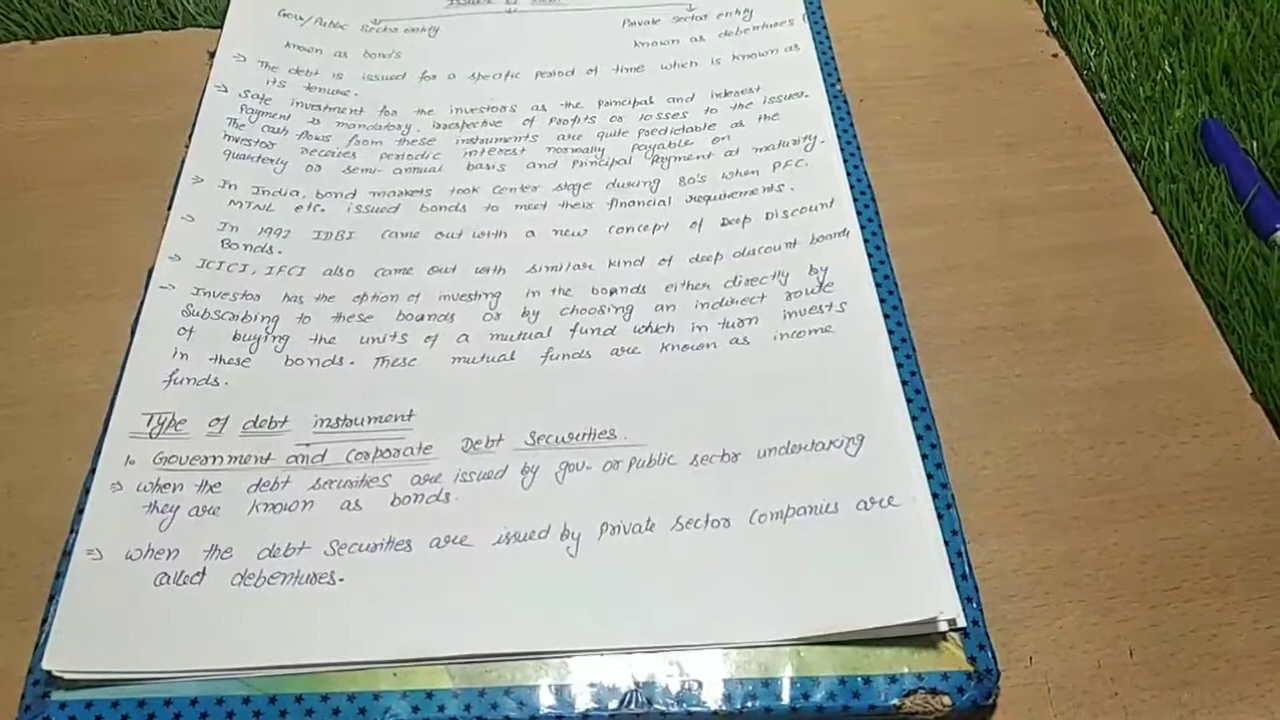 Gov./Public Sector entity Private Sector entity
known as bonds known as debentures
⇒ The debt is issued for a specific period of time which is known as
its tenure.
⇒ Safe investment for the investors as the principal and interest
payment is mandatory, irrespective of profits or losses to the issuer.
The cash flows from these instruments are quite predictable as the
investor receives periodic interest normally payable on
quarterly or semi-annual basis and principal payment at maturity.
⇒ In India, bond markets took center stage during 80's when PFC,
MTNL etc. issued bonds to meet their financial requirements.
⇒ In 1992 IDBI came out with a new concept of Deep Discount
Bonds.
⇒ ICICI, IFCI also came out with similar kind of deep discount bonds
⇒ Investor has the option of investing in the bonds either directly by
Subscribing to these bounds or by choosing an indirect route
of buying the units of a mutual fund which in turn invests
in these bonds. These mutual funds are known as income
funds.
Type of debt instrument
1. Government and Corporate Debt Securities.
⇒ when the debt securities are issued by gov. or public sector undertaking
they are known as bonds.
⇒ when the debt securities are issued by private sector companies are
called debentures.